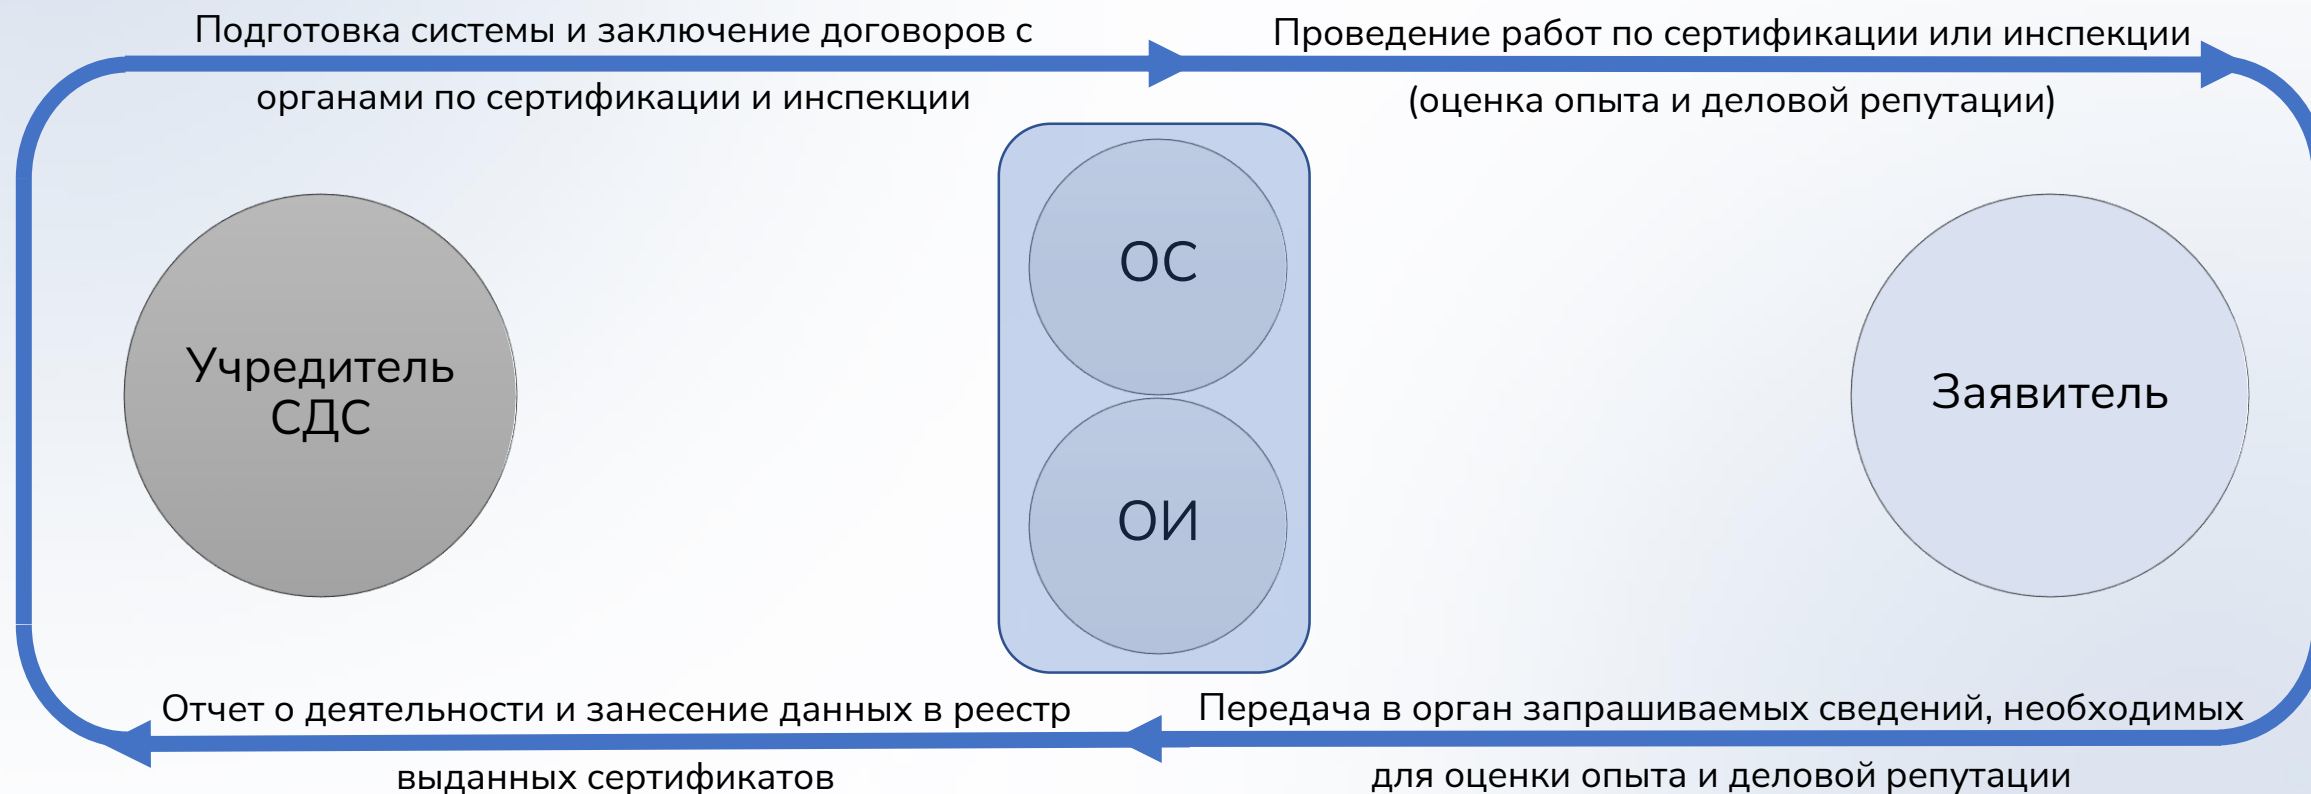 Подготовка системы и заключение договоров с
органами по сертификации и инспекции
Проведение работ по сертификации или инспекции
(оценка опыта и деловой репутации)
Учредитель
СДС
ОС
ОИ
Заявитель
Отчет о деятельности и занесение данных в реестр
выданных сертификатов
Передача в орган запрашиваемых сведений, необходимых
для оценки опыта и деловой репутации